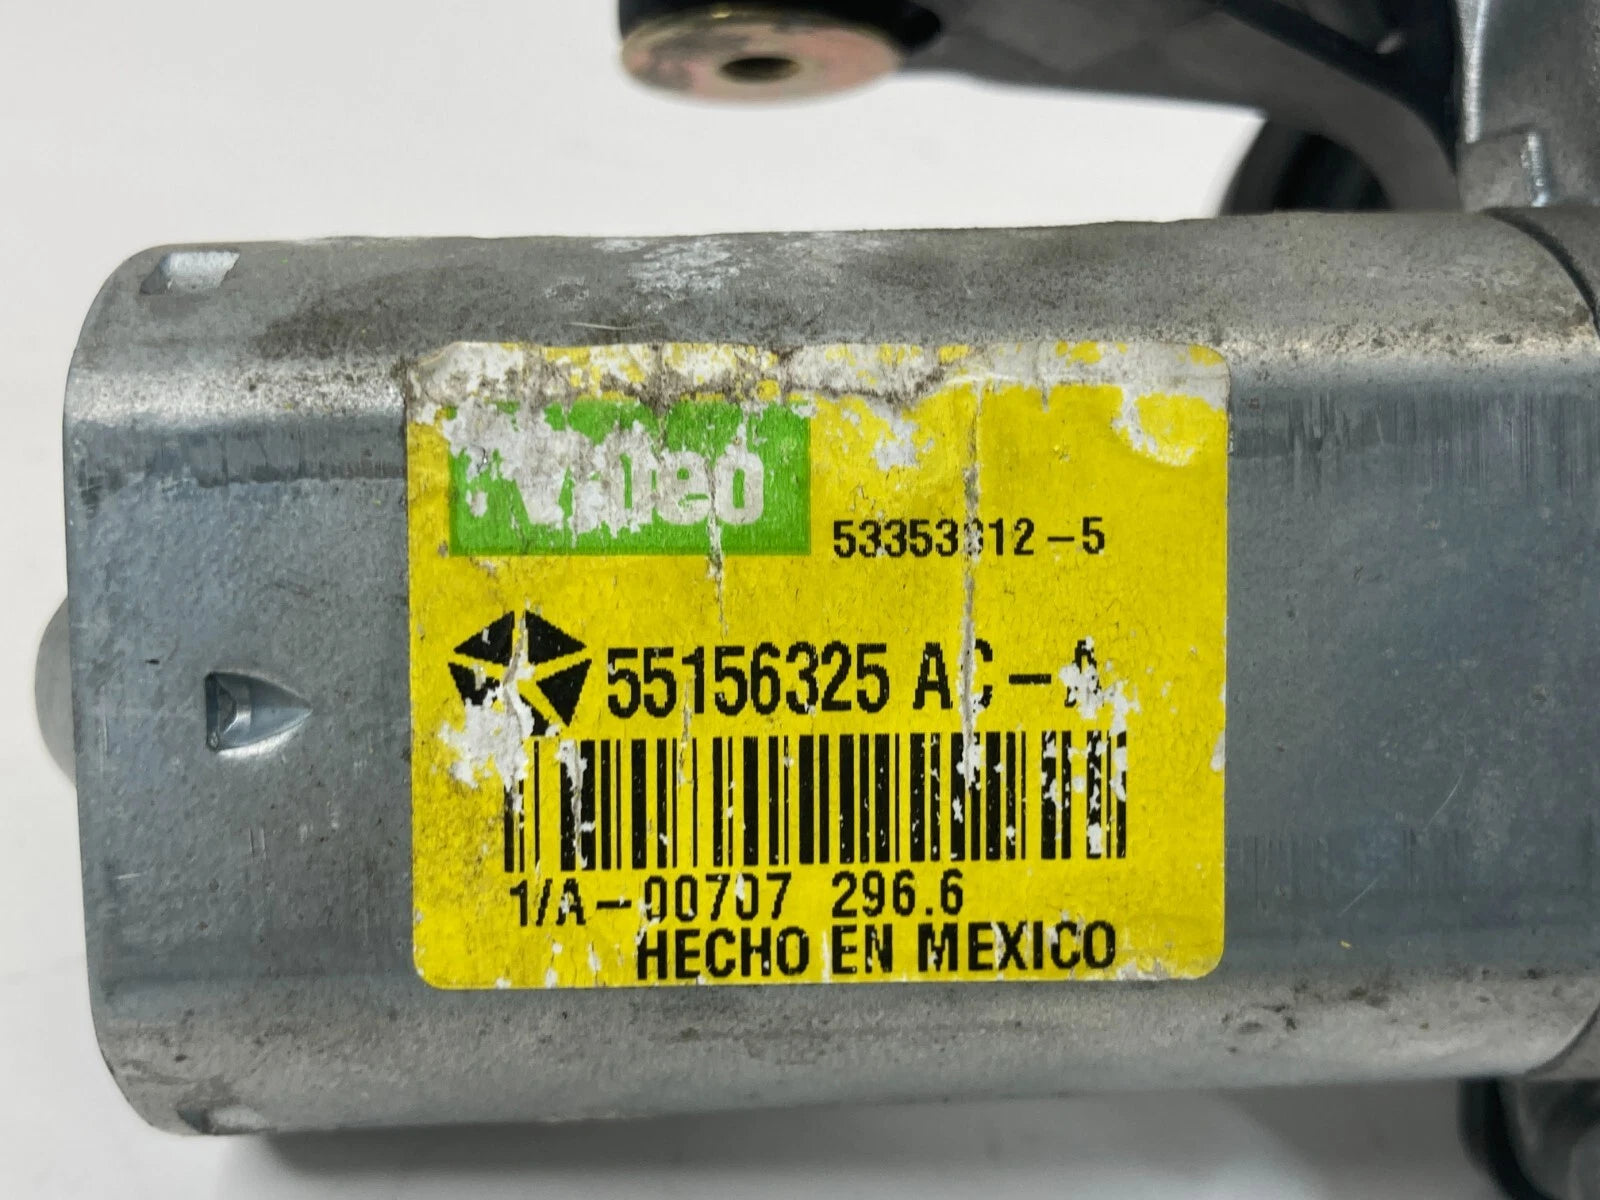 Valeo
53353812-5
55156325 AC-
1/A-00707 296.6
HECHO EN MEXICO